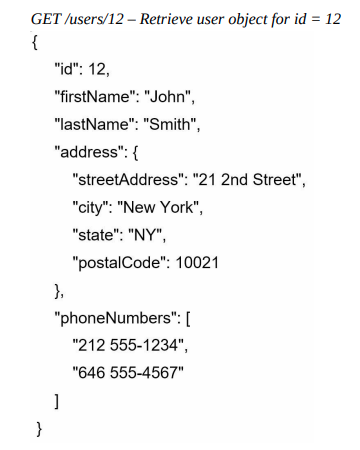 GET /users/12 – Retrieve user object for id = 12
{
"id": 12,
"firstName": "John",
"lastName": "Smith",
"address": {
"streetAddress": "21 2nd Street",
"city": "New York",
"state": "NY",
"postalCode": 10021
},
"phoneNumbers": [
"212 555-1234",
"646 555-4567"
]
}